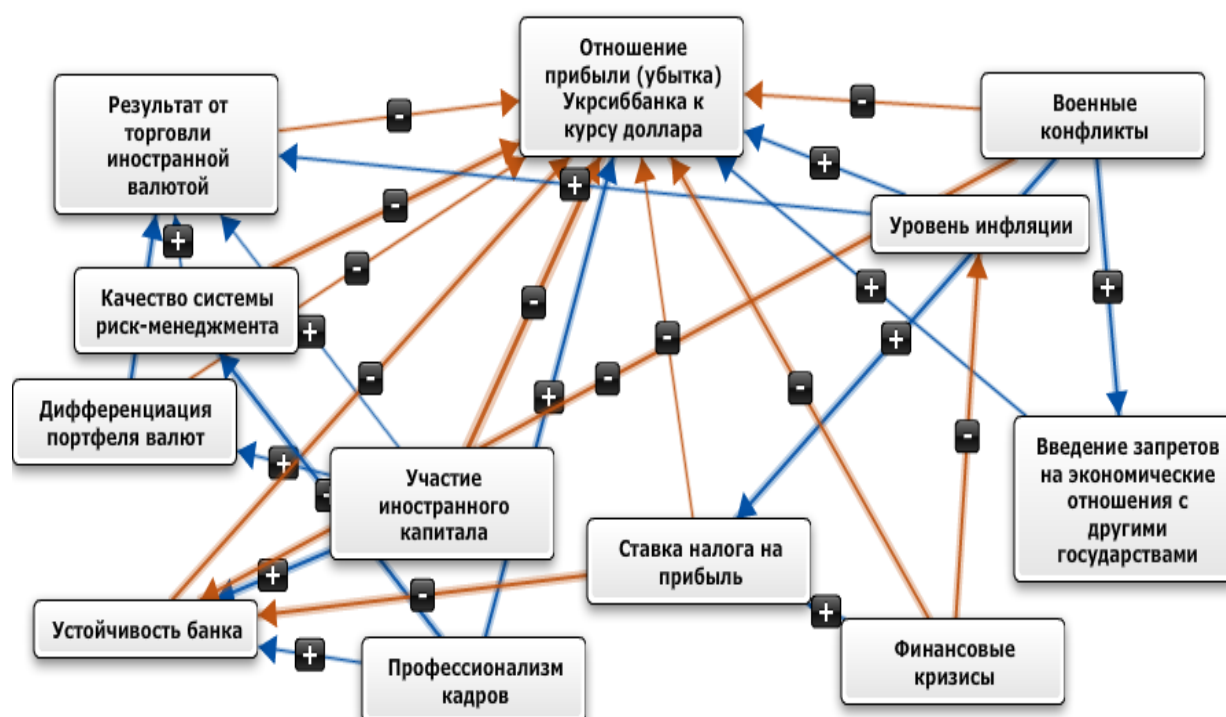 Отношение
прибыли (убытка)
Укрсиббанка к
курсу доллара
Результат от
торговли
иностранной
валютой
Военные
конфликты
Уровень инфляции
Качество системы
риск-менеджмента
Дифференциация
портфеля валют
Участие
иностранного
капитала
Введение запретов
на экономические
отношения с
другими
государствами
Ставка налога на
прибыль
Устойчивость банка
Профессионализм
кадров
Финансовые
кризисы
-
-
+
+
-
+
-
+
-
+
+
-
-
+
-
+
-
-
-
+
-
+
-
+
+